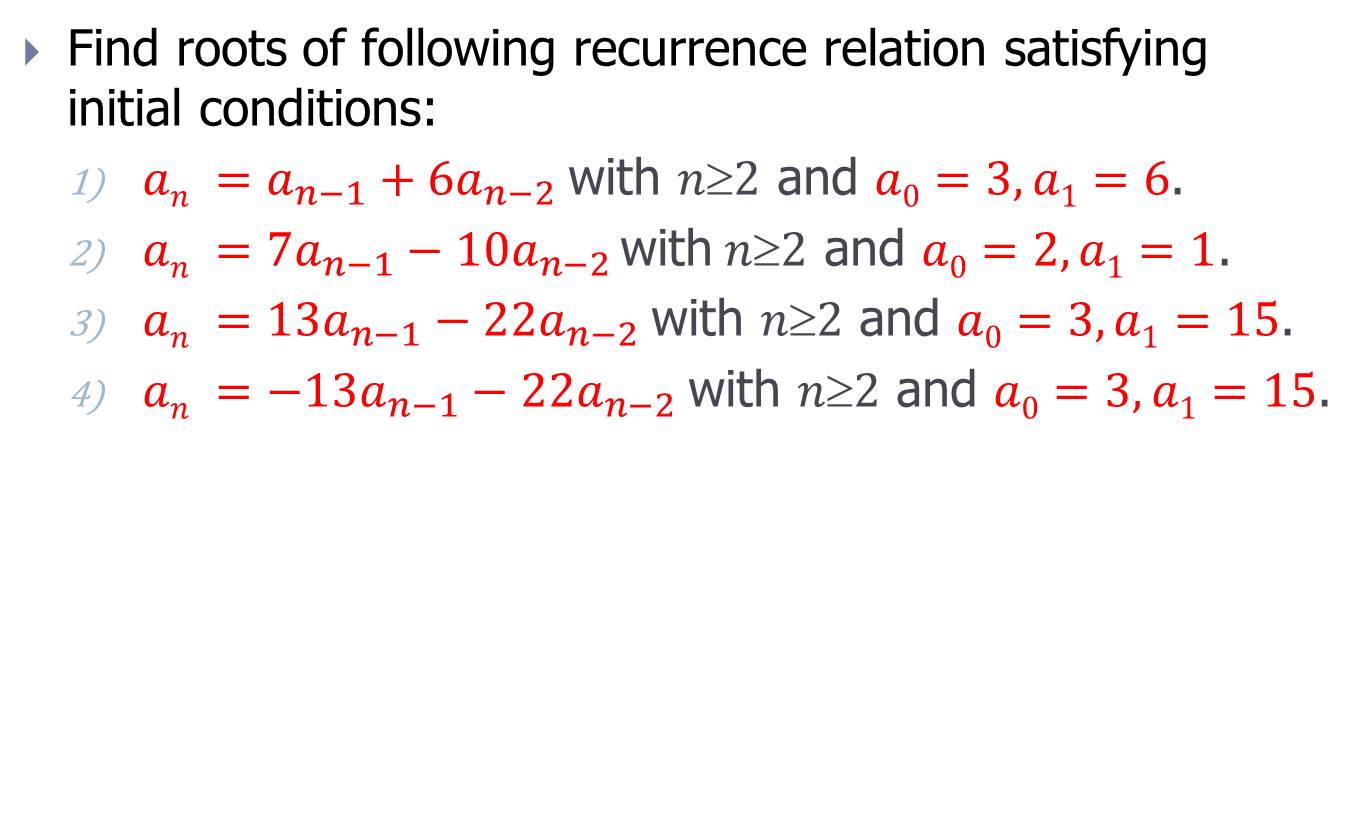 Find roots of following recurrence relation satisfying
initial conditions:
1) aₙ = aₙ₋₁ + 6aₙ₋₂ with n≥2 and a₀ = 3, a₁ = 6.
2) aₙ = 7aₙ₋₁ − 10aₙ₋₂ with n≥2 and a₀ = 2, a₁ = 1.
3) aₙ = 13aₙ₋₁ − 22aₙ₋₂ with n≥2 and a₀ = 3, a₁ = 15.
4) aₙ = −13aₙ₋₁ − 22aₙ₋₂ with n≥2 and a₀ = 3, a₁ = 15.